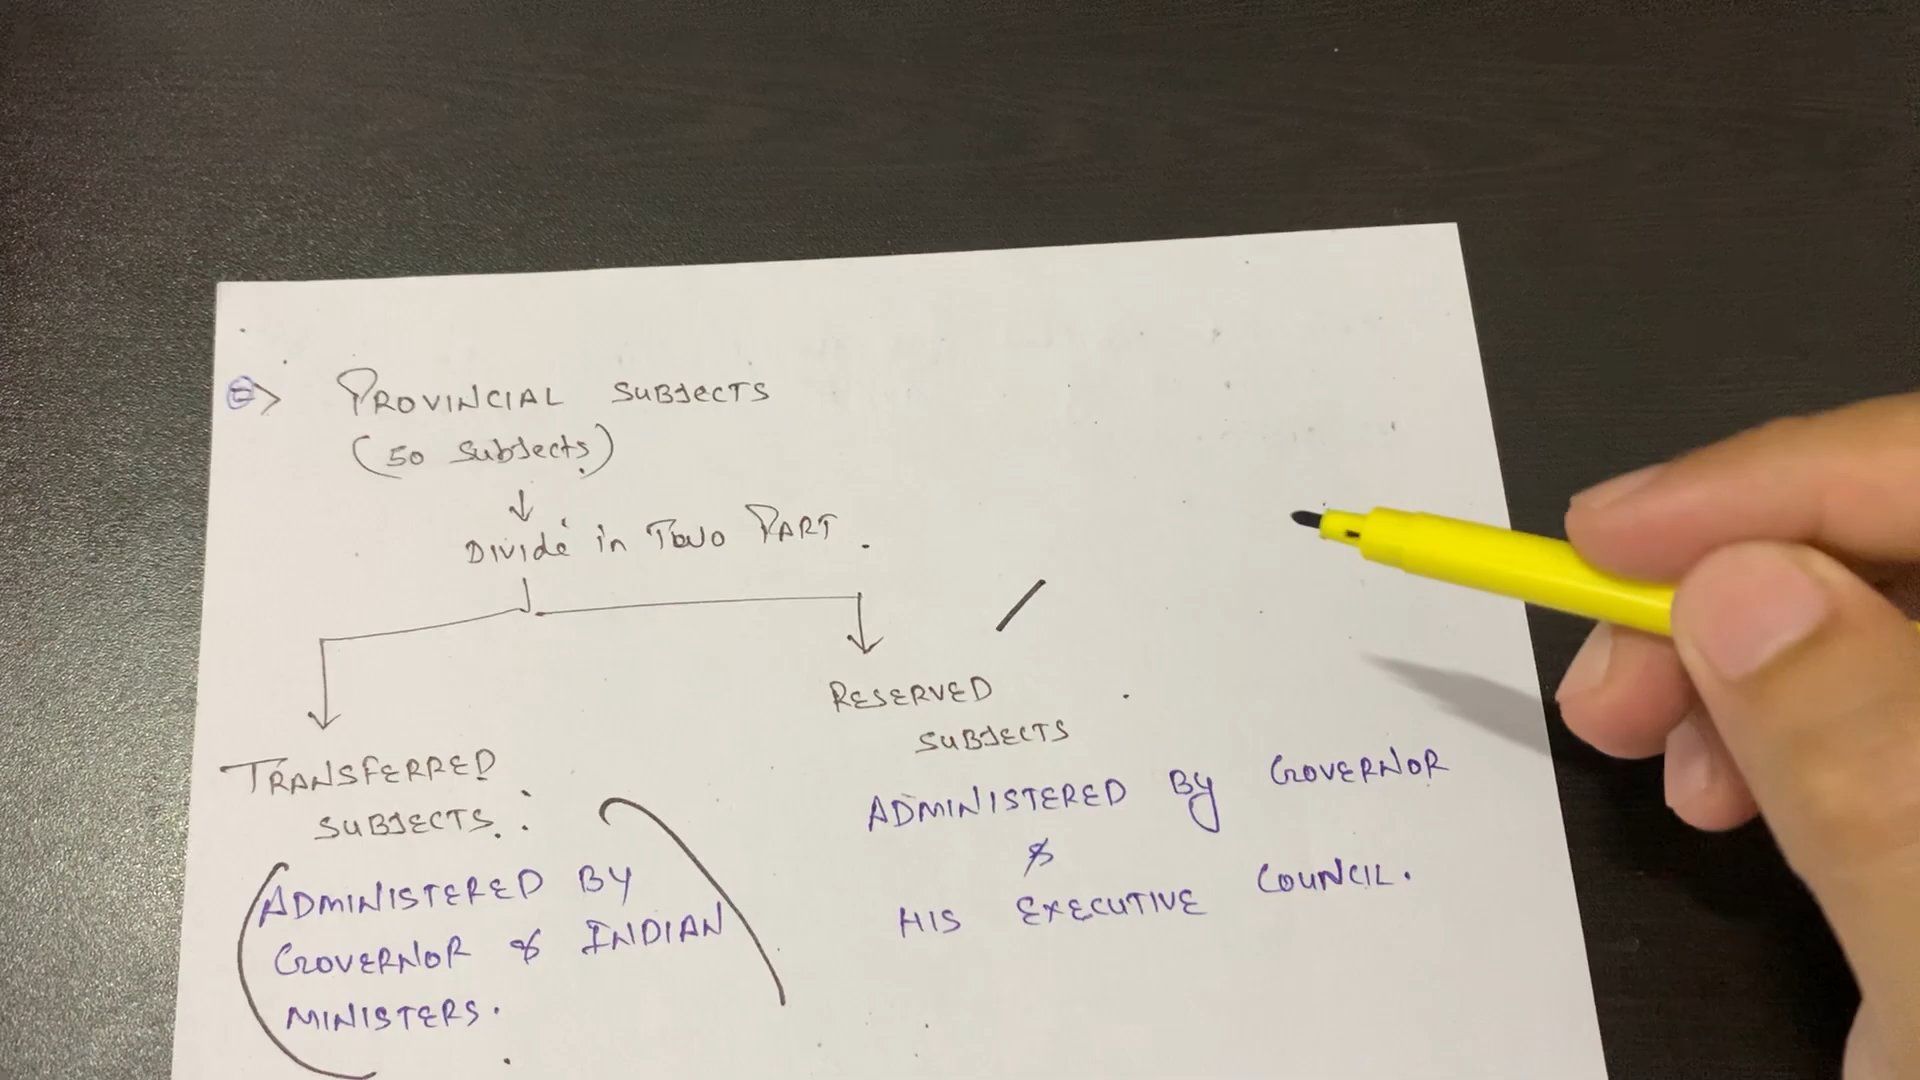 PROVINCIAL SUBJECTS
(50 Subjects)
Divide in Two PART.
TRANSFERRED
SUBJECTS.:
ADMINISTERED BY
GOVERNOR & INDIAN
MINISTERS.
RESERVED
SUBJECTS
ADMINISTERED By GOVERNOR
&
HIS EXECUTIVE COUNCIL.